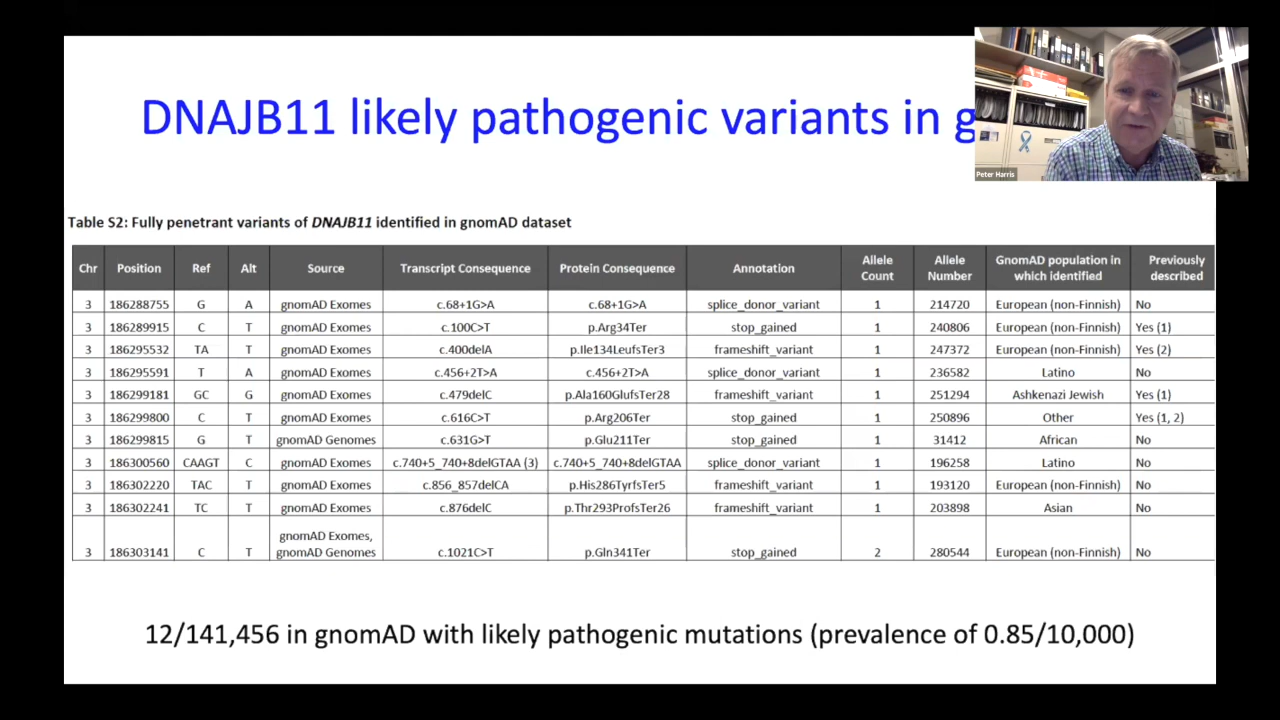 DNAJB11 likely pathogenic variants in g
Peter Harris
Table S2: Fully penetrant variants of DNAJB11 identified in gnomAD dataset
Chr Position Ref Alt Source Transcript Consequence Protein Consequence Annotation Allele Count Allele Number GnomAD population in which identified Previously described
3 186288755 G A gnomAD Exomes c.68+1G>A c.68+1G>A splice_donor_variant 1 214720 European (non-Finnish) No
3 186289915 C T gnomAD Exomes c.100C>T p.Arg34Ter stop_gained 1 240806 European (non-Finnish) Yes (1)
3 186295532 TA T gnomAD Exomes c.400delA p.Ile134LeufsTer3 frameshift_variant 1 247372 European (non-Finnish) Yes (2)
3 186295591 T A gnomAD Exomes c.456+2T>A c.456+2T>A splice_donor_variant 1 236582 Latino No
3 186299181 GC G gnomAD Exomes c.479delC p.Ala160GlufsTer28 frameshift_variant 1 251294 Ashkenazi Jewish Yes (1)
3 186299800 C T gnomAD Exomes c.616C>T p.Arg206Ter stop_gained 1 250896 Other Yes (1, 2)
3 186299815 G T gnomAD Genomes c.631G>T p.Glu211Ter stop_gained 1 31412 African No
3 186300560 CAAGT C gnomAD Exomes c.740+5_740+8delGTAA (3) c.740+5_740+8delGTAA splice_donor_variant 1 196258 Latino No
3 186302220 TAC T gnomAD Exomes c.856_857delCA p.His286TyrfsTer5 frameshift_variant 1 193120 European (non-Finnish) No
3 186302241 TC T gnomAD Exomes c.876delC p.Thr293ProfsTer26 frameshift_variant 1 203898 Asian No
3 186303141 C T gnomAD Exomes, gnomAD Genomes c.1021C>T p.Gln341Ter stop_gained 2 280544 European (non-Finnish) No
12/141,456 in gnomAD with likely pathogenic mutations (prevalence of 0.85/10,000)